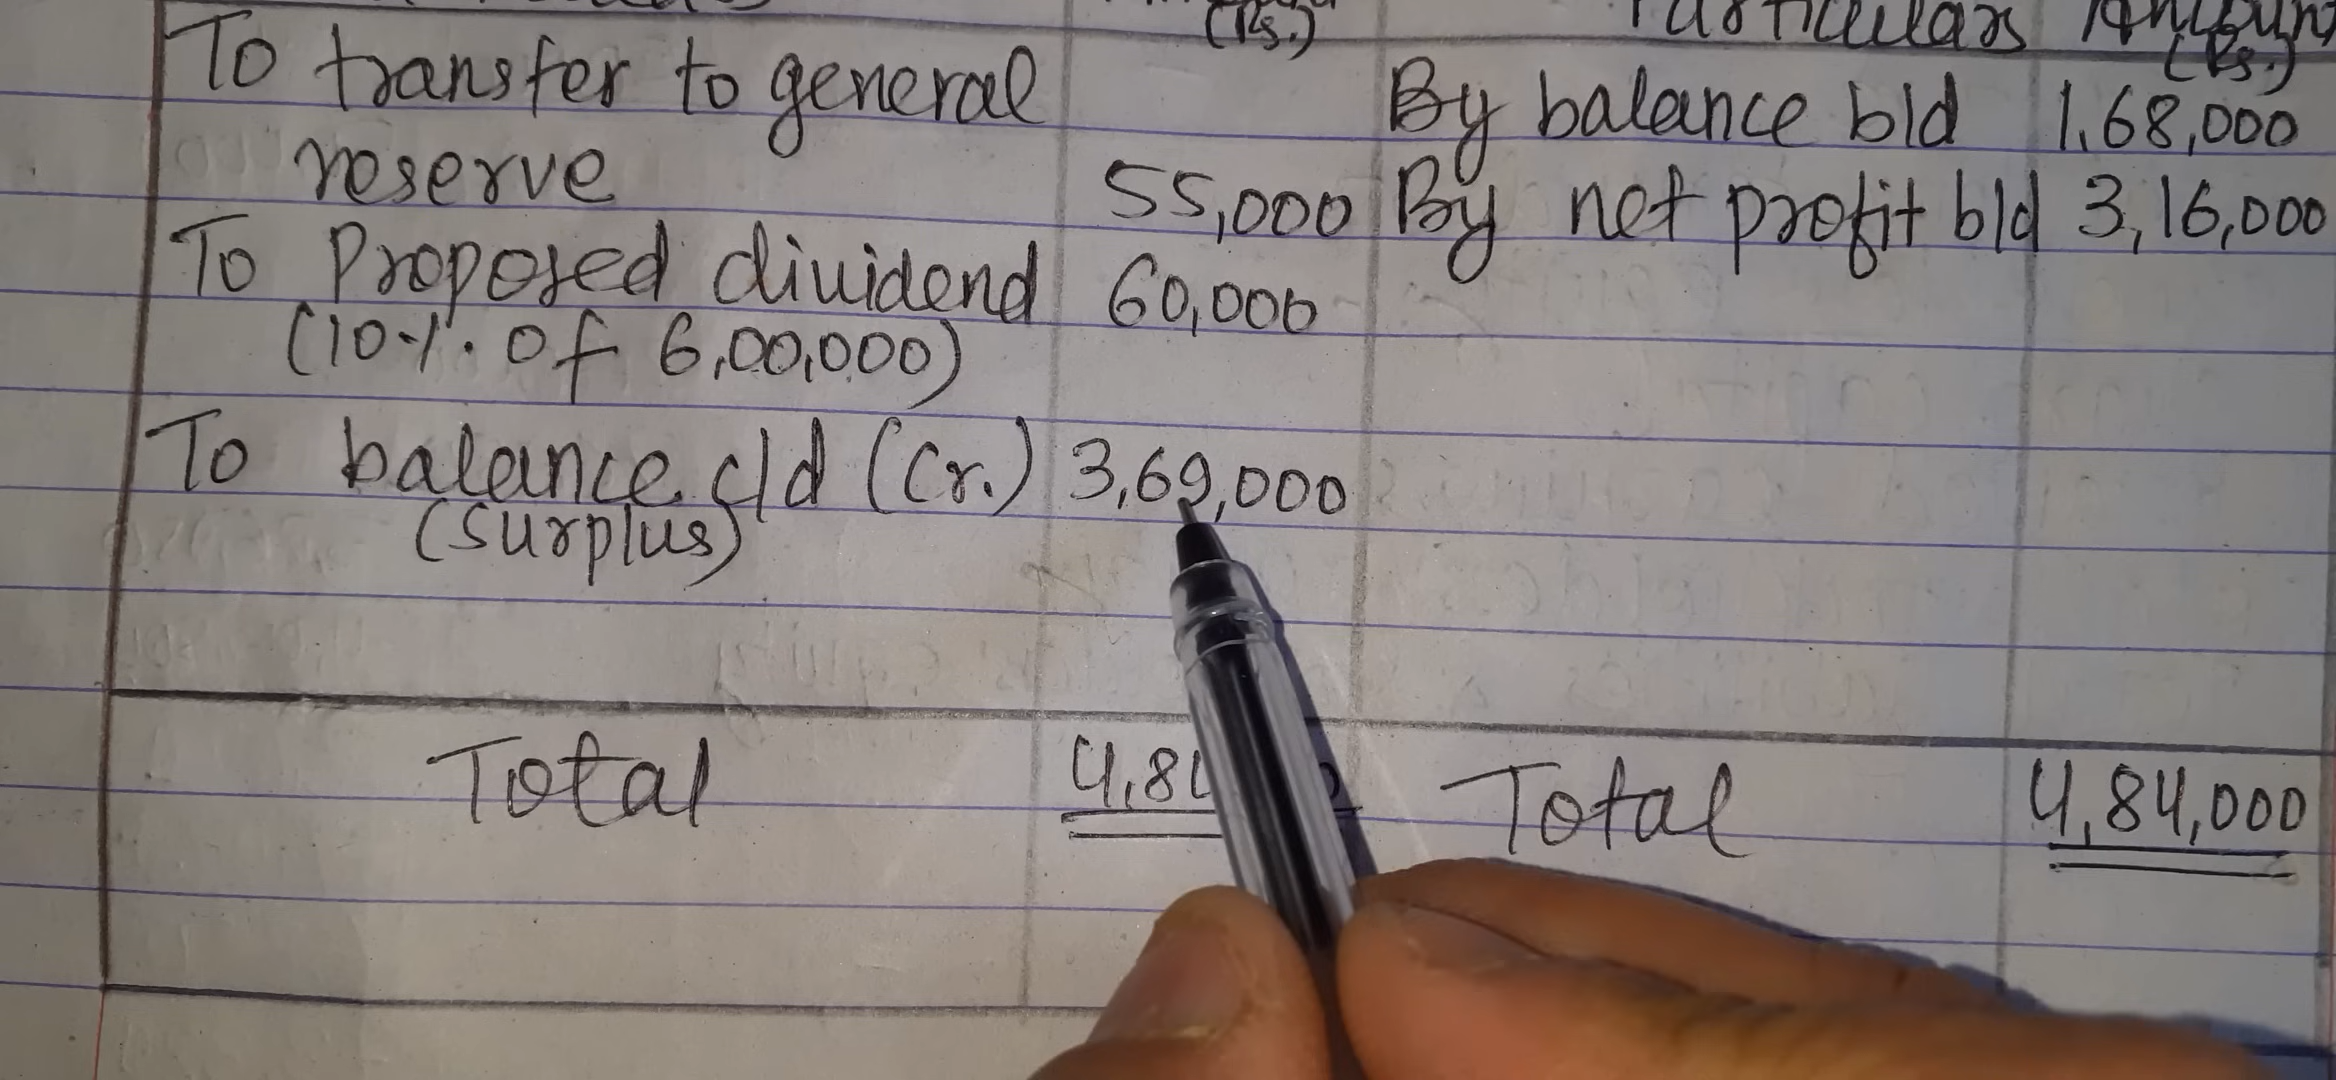 (Rs.) Particulars Amount
(Rs.)
To transfer to general By balance b/d 1,68,000
reserve 55,000 By net profit b/d 3,16,000
To Proposed dividend 60,000
(10% of 6,00,000)
To balance c/d (Cr.) 3,69,000
(surplus)
Total Total 4,84,000